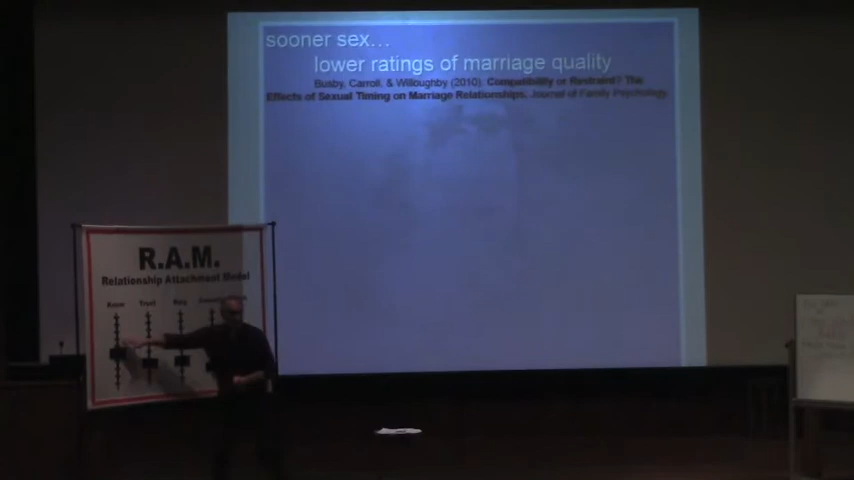 sooner sex...
lower ratings of marriage quality
Busby, Carroll, & Willoughby (2010). Compatibility or Restraint? The
Effects of Sexual Timing on Marriage Relationships. Journal of Family Psychology.
R.A.M.
Relationship Attachment Model
Know Trust Rely